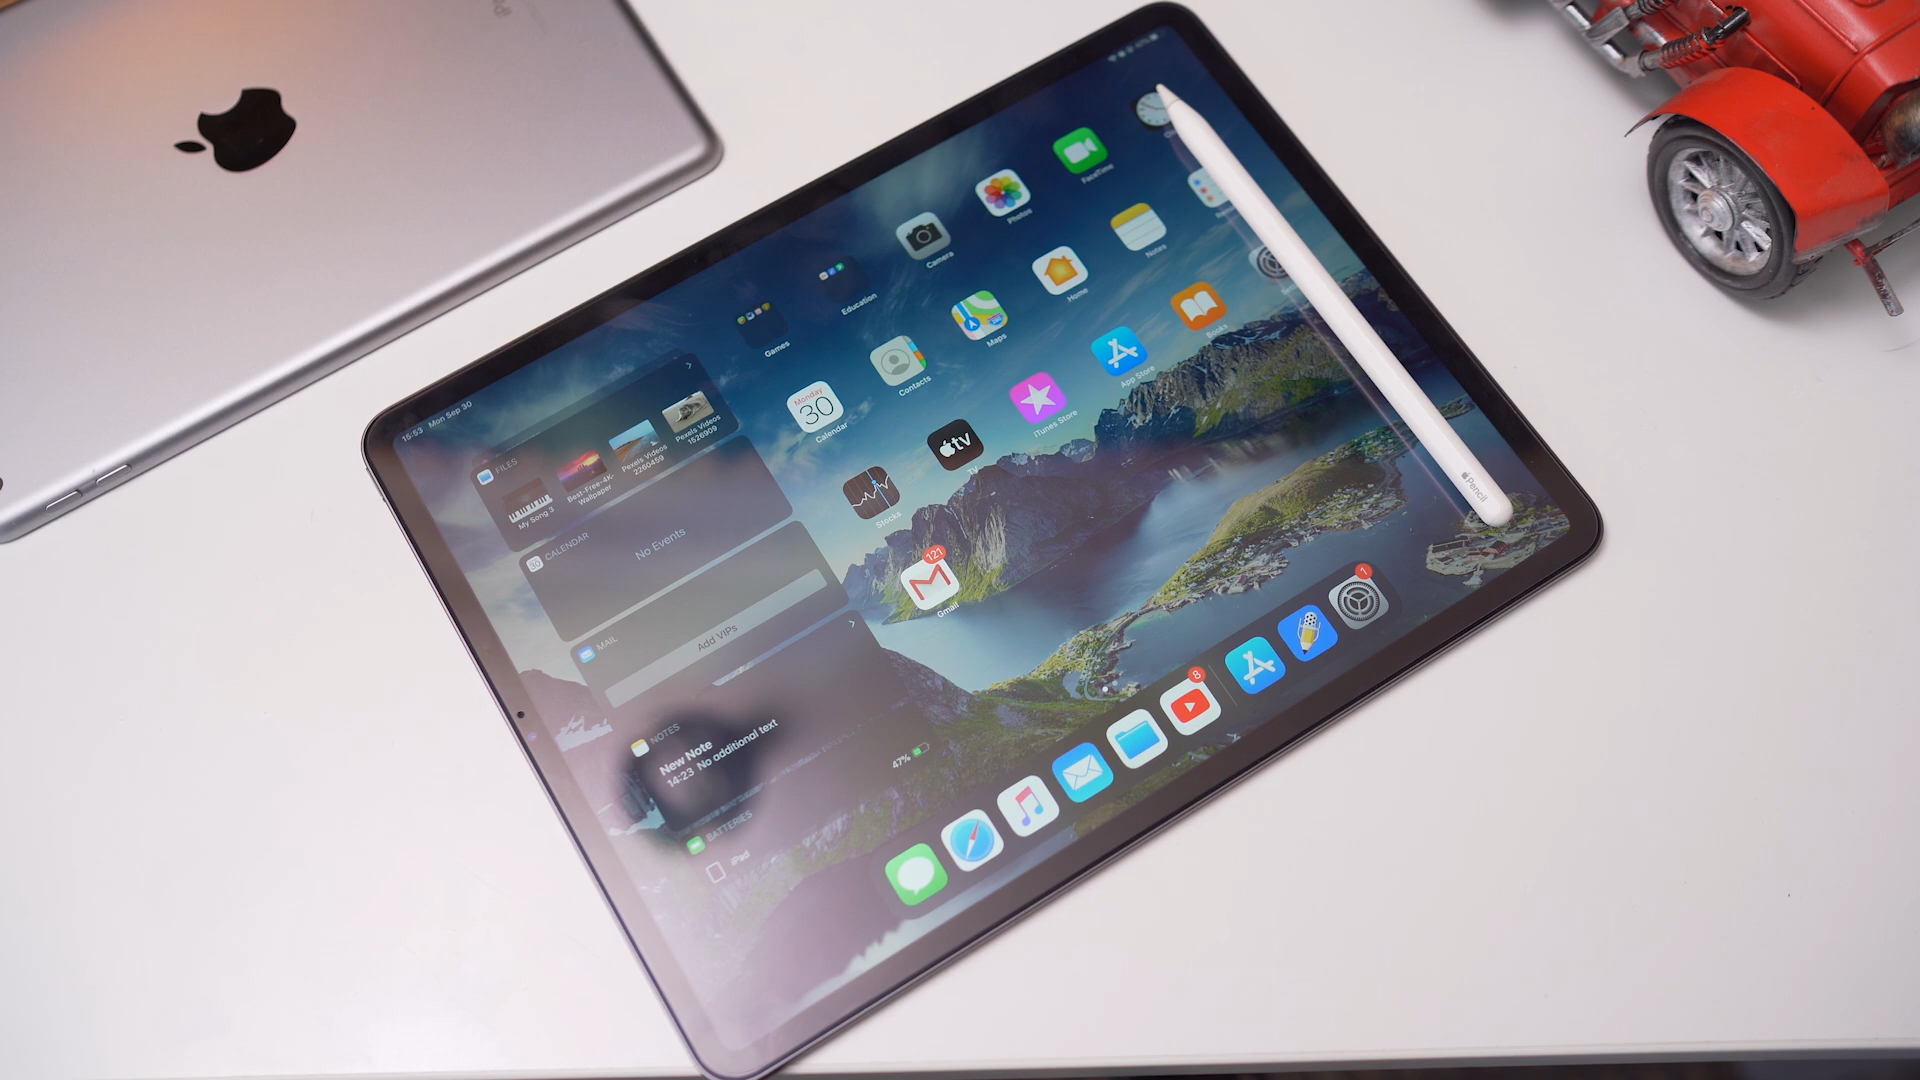 15:53 Mon Sep 30
FILES
My Song 3
Best-Free-4K-
Wallpaper
Pexels Videos
2260459
Pexels Videos
1526909
30
CALENDAR
No Events
MAIL
Add VIPs
NOTES
New Note
14:23 No additional text
BATTERIES
iPad
47%
Games
Education
Camera
Photos
FaceTime
Monday
30
Calendar
Contacts
Maps
Home
Notes
Stocks
tv
TV
iTunes Store
App Store
Books
121
Gmail
8
1
Pencil